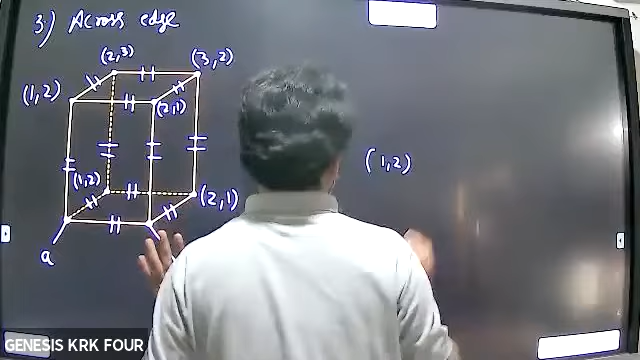 3) Across edge
(2,3)
(3,2)
(1,2)
(2,1)
(1,2)
(1,2)
(2,1)
a
GENESIS KRK FOUR